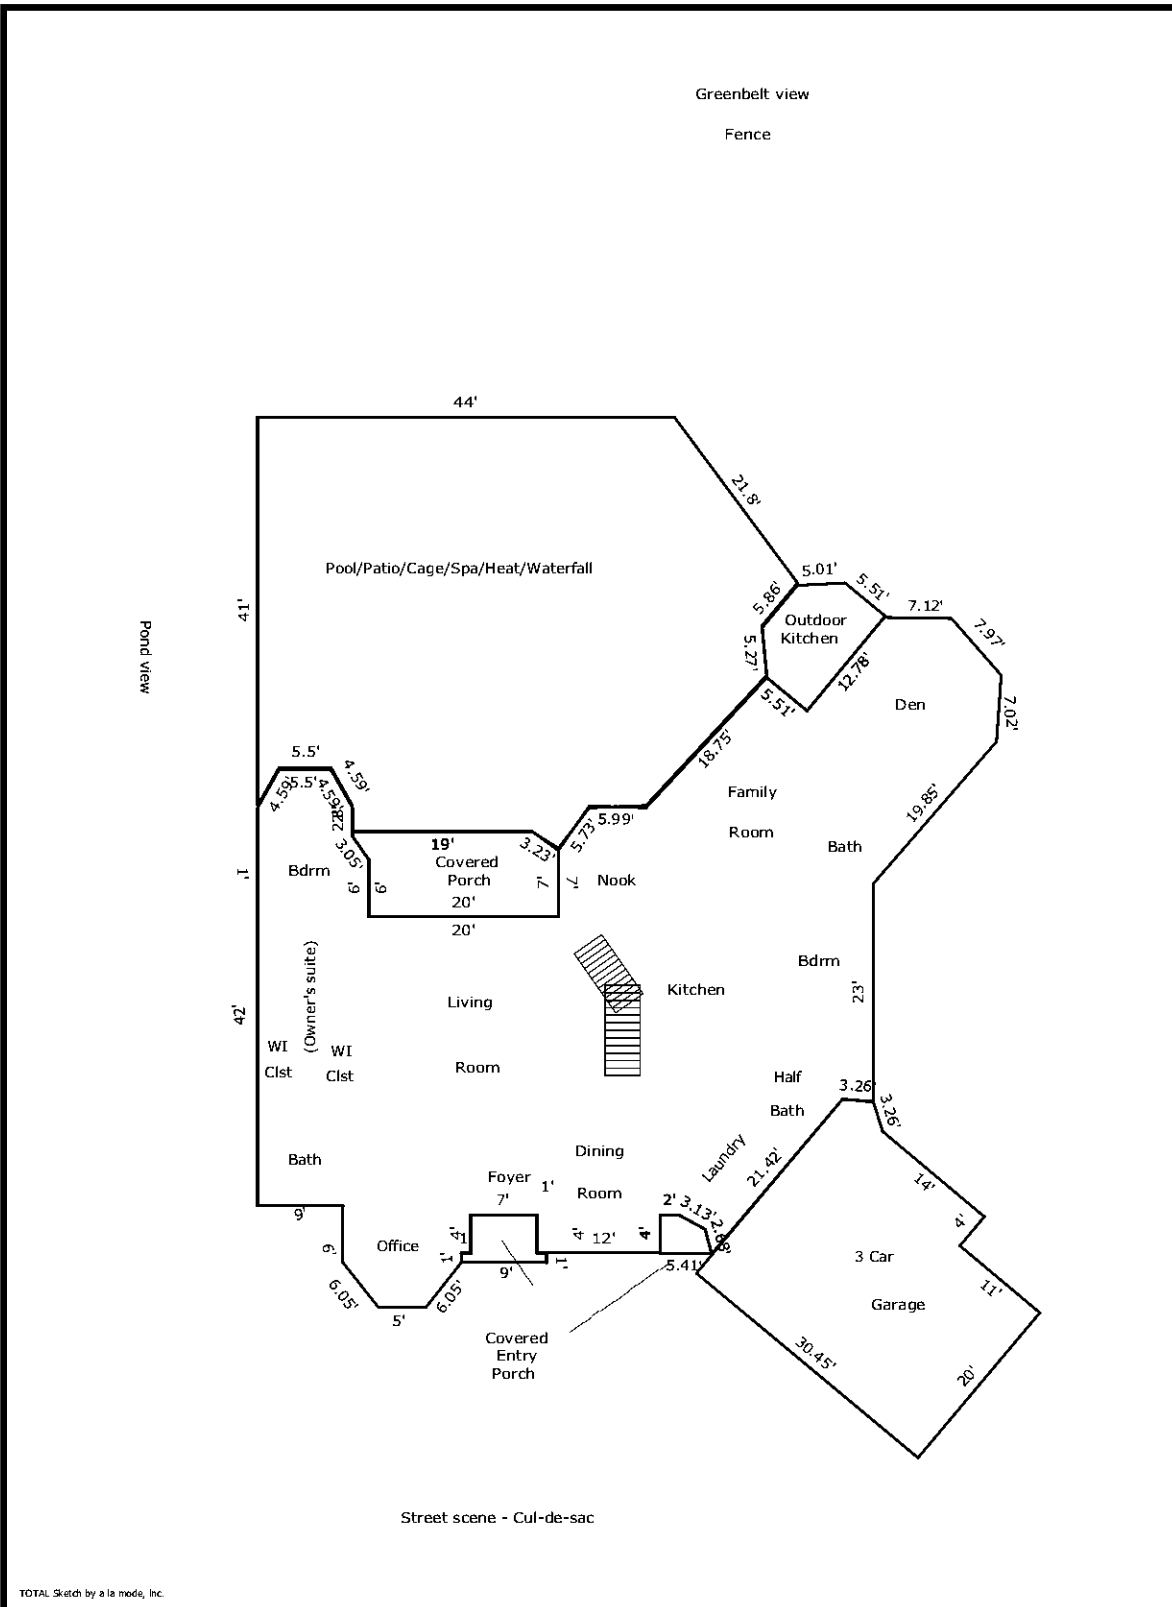 Greenbelt view
Fence
44'
21.8'
Pool/Patio/Cage/Spa/Heat/Waterfall
41'
Pond view
5.01'
5.86'
5.51'
7.12'
Outdoor
Kitchen
7.97'
5.27'
12.78'
5.51'
Den
7.02'
18.75'
5.5'
4.59'
4.59'
5.5'
4.59'
Family
Room
19.85'
5.99'
5.73'
3.05'
19'
3.23'
Covered
Porch
Bath
1'
Bdrm
6'
6'
7'
7'
Nook
20'
20'
(Owner's suite)
Bdrm
Kitchen
23'
Living
Room
42'
WI
Clst
WI
Clst
Half
Bath
3.26'
3.26'
Laundry
21.42'
14'
Bath
Dining
Room
Foyer
7'
1'
9'
2'
3.13'
2.68'
4'
4'
4'
12'
4'
6'
Office
1'
9'
1'
5.41'
3 Car
Garage
11'
6.05'
5'
6.05'
Covered
Entry
Porch
30.45'
20'
Street scene - Cul-de-sac
TOTAL Sketch by a la mode, inc.